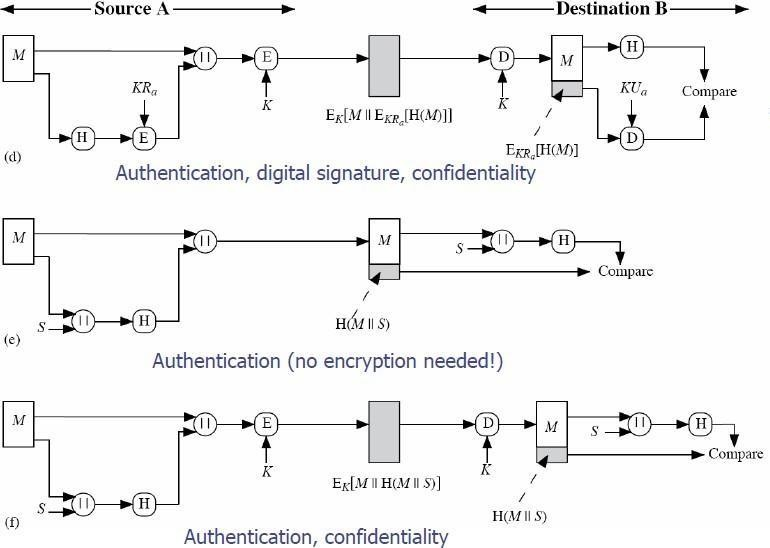 Source A
Destination B
M
||
E
K
H
KRa
E
EK[M || EKRa[H(M)]]
D
K
M
H
KUa
D
Compare
EKRa[H(M)]
(d)
Authentication, digital signature, confidentiality
M
||
S
||
H
M
S
||
H
Compare
H(M || S)
(e)
Authentication (no encryption needed!)
M
||
E
K
S
||
H
EK[M || H(M || S)]
D
K
M
S
||
H
Compare
H(M || S)
(f)
Authentication, confidentiality